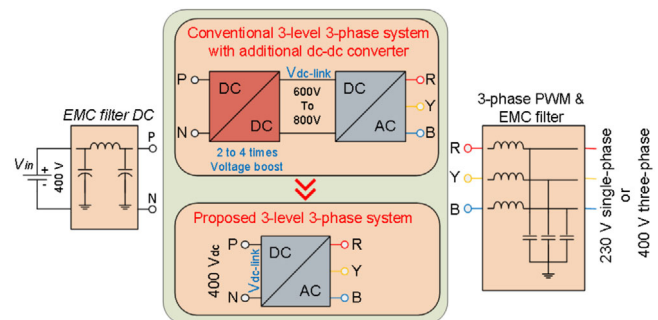 Conventional 3-level 3-phase system
with additional dc-dc converter
P
N
DC
DC
Vdc-link
600V
To
800V
DC
AC
R
Y
B
2 to 4 times
Voltage boost
EMC filter DC
Vin
+
-
400 V
P
N
Proposed 3-level 3-phase system
400 Vdc
P
N
Vdc-link
DC
AC
R
Y
B
3-phase PWM &
EMC filter
R
Y
B
230 V single-phase
or
400 V three-phase